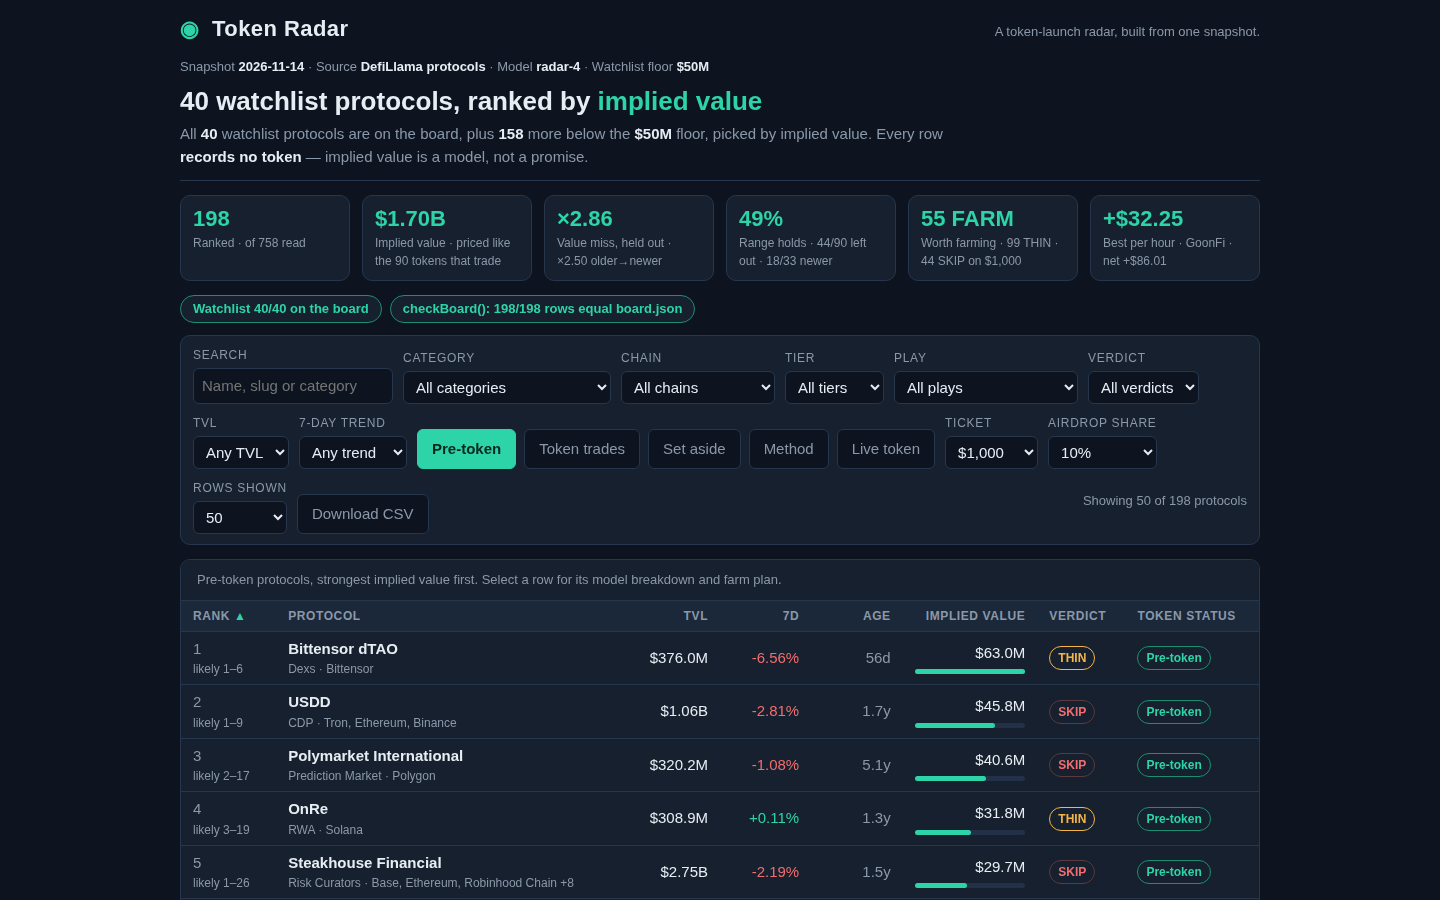 ◉ Token Radar
A token-launch radar, built from one snapshot.
Snapshot 2026-11-14 · Source DefiLlama protocols · Model radar-4 · Watchlist floor $50M
40 watchlist protocols, ranked by implied value
All 40 watchlist protocols are on the board, plus 158 more below the $50M floor, picked by implied value. Every row
records no token — implied value is a model, not a promise.
198
Ranked · of 758 read
$1.70B
Implied value · priced like
the 90 tokens that trade
×2.86
Value miss, held out ·
×2.50 older→newer
49%
Range holds · 44/90 left
out · 18/33 newer
55 FARM
Worth farming · 99 THIN ·
44 SKIP on $1,000
+$32.25
Best per hour · GoonFi ·
net +$86.01
Watchlist 40/40 on the board
checkBoard(): 198/198 rows equal board.json
SEARCH
Name, slug or category
CATEGORY
All categories
CHAIN
All chains
TIER
All tiers
PLAY
All plays
VERDICT
All verdicts
TVL
Any TVL
7-DAY TREND
Any trend
Pre-token
Token trades
Set aside
Method
Live token
TICKET
$1,000
AIRDROP SHARE
10%
ROWS SHOWN
50
Download CSV
Showing 50 of 198 protocols
Pre-token protocols, strongest implied value first. Select a row for its model breakdown and farm plan.
RANK ▲ PROTOCOL TVL 7D AGE IMPLIED VALUE VERDICT TOKEN STATUS
1 Bittensor dTAO $376.0M -6.56% 56d $63.0M THIN Pre-token
likely 1–6 Dexs · Bittensor
2 USDD $1.06B -2.81% 1.7y $45.8M SKIP Pre-token
likely 1–9 CDP · Tron, Ethereum, Binance
3 Polymarket International $320.2M -1.08% 5.1y $40.6M SKIP Pre-token
likely 2–17 Prediction Market · Polygon
4 OnRe $308.9M +0.11% 1.3y $31.8M THIN Pre-token
likely 3–19 RWA · Solana
5 Steakhouse Financial $2.75B -2.19% 1.5y $29.7M SKIP Pre-token
likely 1–26 Risk Curators · Base, Ethereum, Robinhood Chain +8